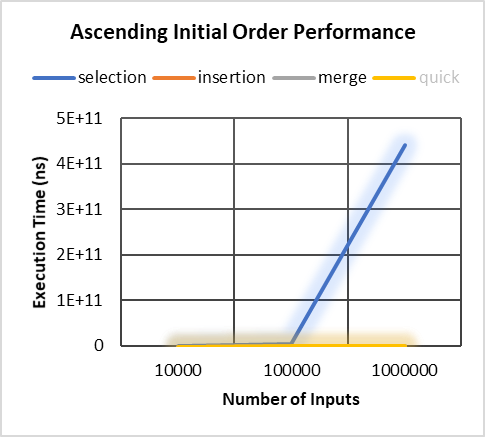 Ascending Initial Order Performance
selection insertion merge quick
5E+11
4E+11
3E+11
2E+11
1E+11
0
Execution Time (ns)
10000 100000 1000000
Number of Inputs